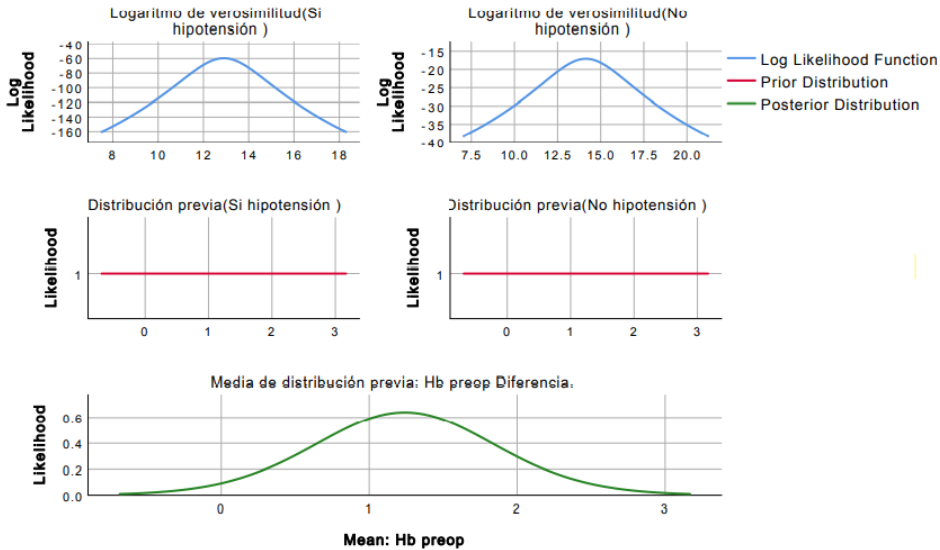 Logaritmo de verosimilitud(Si
hipotensión )
Log
Likelihood
-40
-60
-80
-100
-120
-140
-160
8 10 12 14 16 18
Logaritmo de verosimilitud(No
hipotensión )
Log
Likelihood
-15
-20
-25
-30
-35
-40
7.5 10.0 12.5 15.0 17.5 20.0
Log Likelihood Function
Prior Distribution
Posterior Distribution
Distribución previa(Si hipotensión )
Likelihood
1
0 1 2 3
Distribución previa(No hipotensión )
Likelihood
1
0 1 2 3
Media de distribución previa: Hb preop Diferencia.
Likelihood
0.6
0.4
0.2
0.0
0 1 2 3
Mean: Hb preop